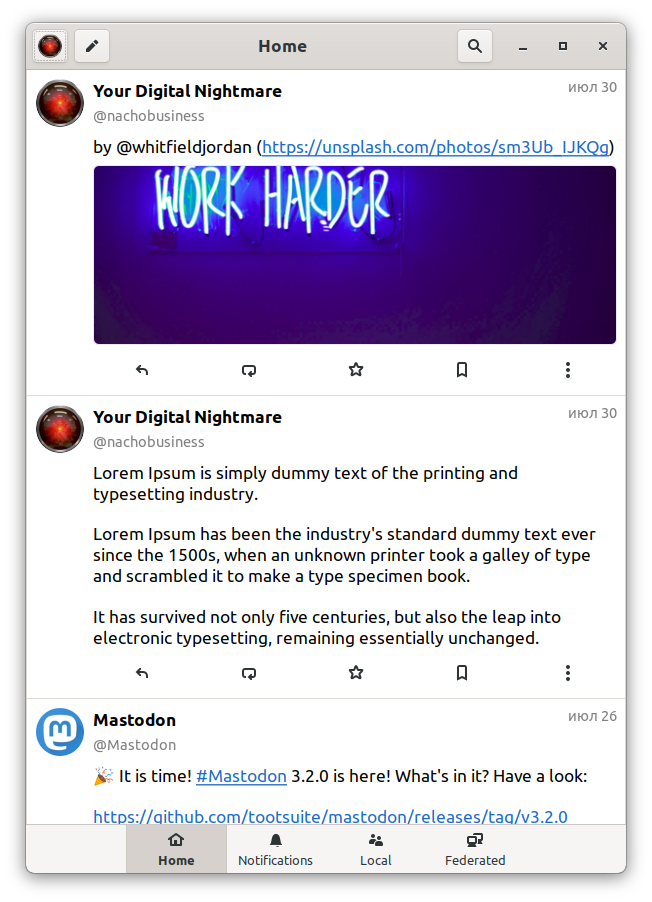 Home
Your Digital Nightmare
июл 30
@nachobusiness
by @whitfieldjordan (https://unsplash.com/photos/sm3Ub_IJKQg)
WORK HARDER
Your Digital Nightmare
июл 30
@nachobusiness
Lorem Ipsum is simply dummy text of the printing and
typesetting industry.
Lorem Ipsum has been the industry's standard dummy text ever
since the 1500s, when an unknown printer took a galley of type
and scrambled it to make a type specimen book.
It has survived not only five centuries, but also the leap into
electronic typesetting, remaining essentially unchanged.
Mastodon
июл 26
@Mastodon
🎉 It is time! #Mastodon 3.2.0 is here! What's in it? Have a look:
https://github.com/tootsuite/mastodon/releases/tag/v3.2.0
Home
Notifications
Local
Federated